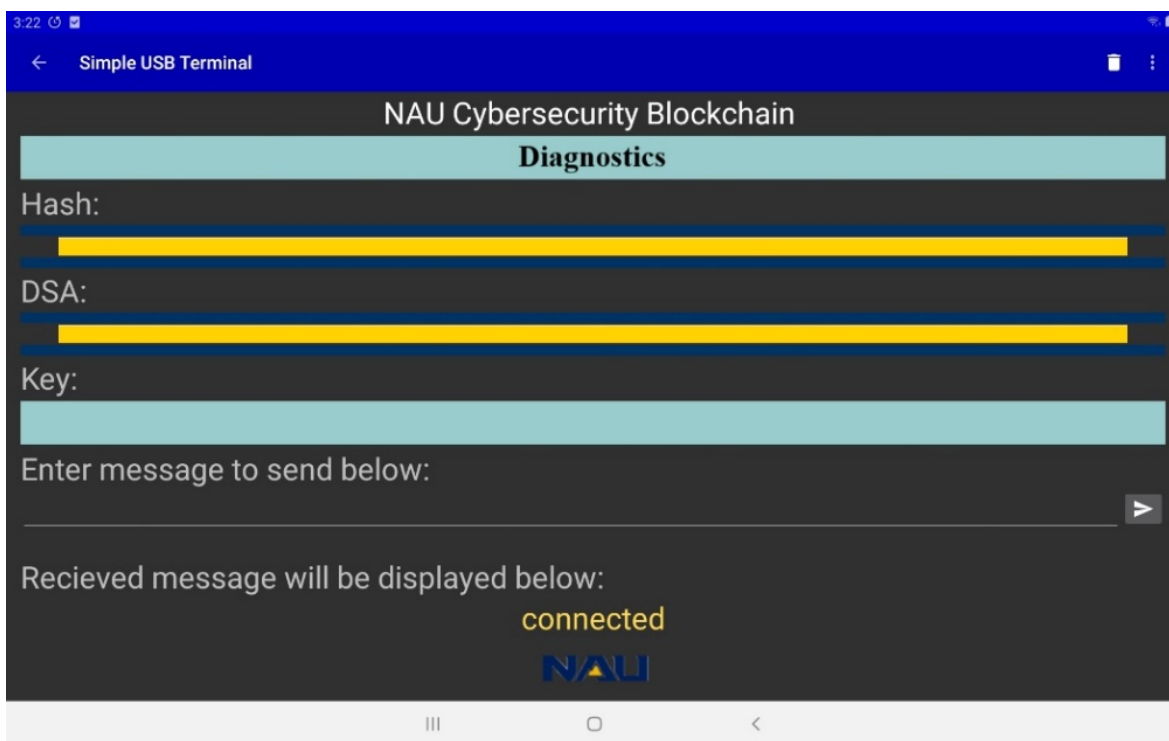 3:22
Simple USB Terminal
NAU Cybersecurity Blockchain
Diagnostics
Hash:
DSA:
Key:
Enter message to send below:
Recieved message will be displayed below:
connected
NAU